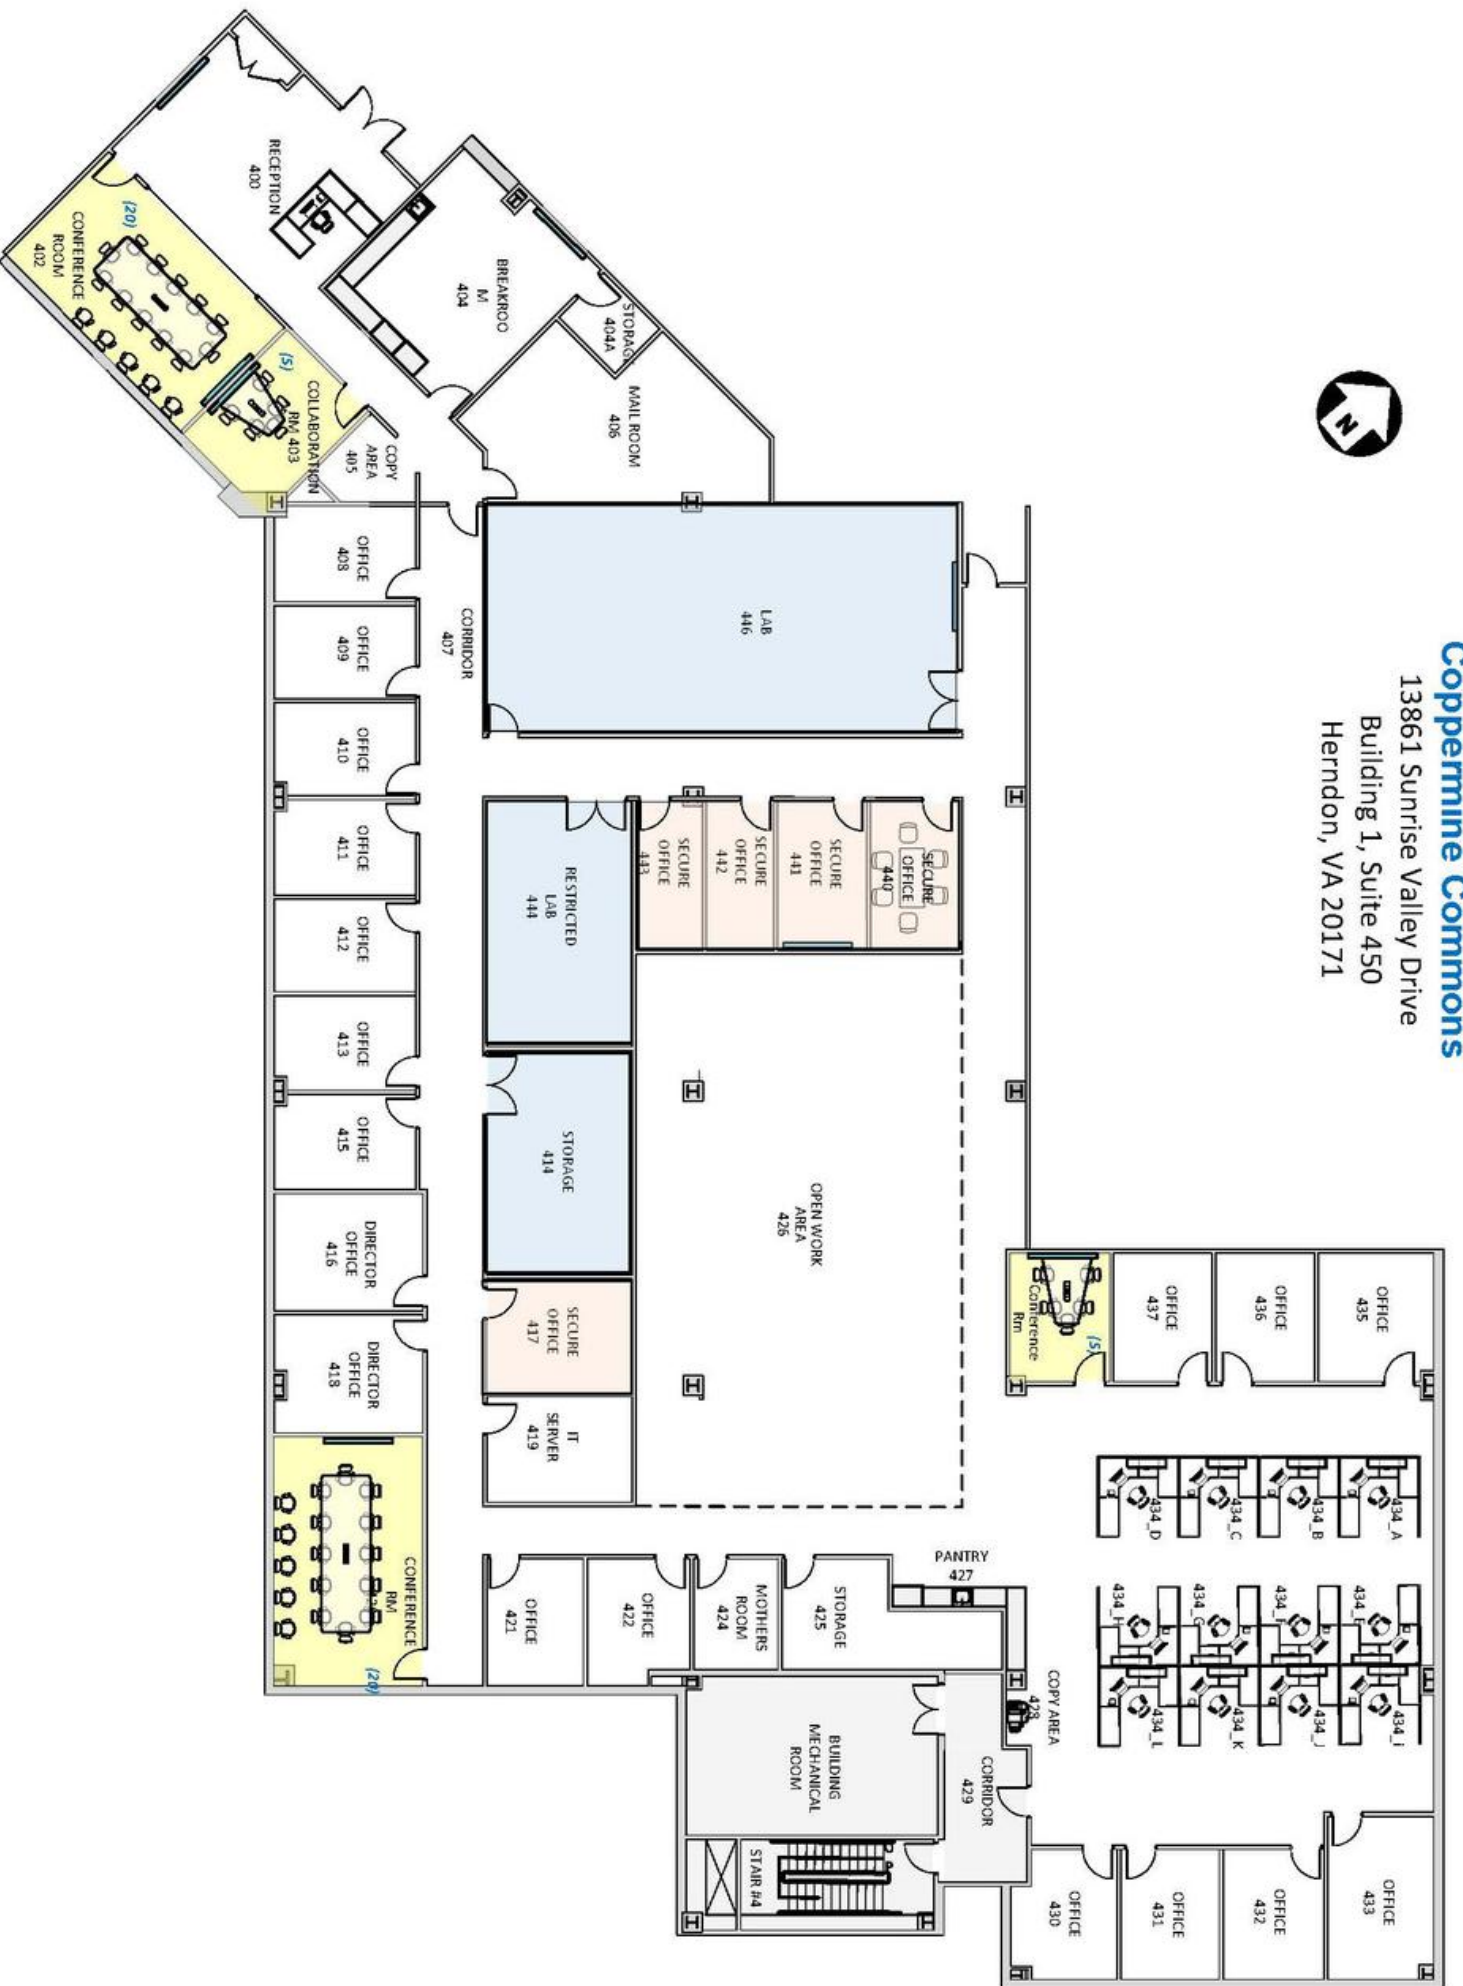 Coppermine Commons
13861 Sunrise Valley Drive
Building 1, Suite 450
Herndon, VA 20171
N
OFFICE
435
OFFICE
436
OFFICE
437
Conference
Rm
(5)
434_A
434_B
434_C
434_D
434_G
434_H
434_K
434_L
OFFICE
433
OFFICE
432
OFFICE
431
OFFICE
430
COPY AREA
428
CORRIDOR
429
PANTRY
427
STORAGE
425
MOTHERS
ROOM
424
OFFICE
422
OFFICE
421
BUILDING
MECHANICAL
ROOM
STAIR #4
OPEN WORK
AREA
426
SECURE
OFFICE
440
SECURE
OFFICE
441
SECURE
OFFICE
442
SECURE
OFFICE
443
LAB
446
RESTRICTED
LAB
444
STORAGE
414
SECURE
OFFICE
417
IT
SERVER
419
MAIL ROOM
406
STORAGE
404A
BREAKROO
M
404
RECEPTION
400
(20)
CONFERENCE
ROOM
402
(5)
COLLABORATION
RM 403
COPY
AREA
405
CORRIDOR
407
OFFICE
408
OFFICE
409
OFFICE
410
OFFICE
411
OFFICE
412
OFFICE
413
OFFICE
415
DIRECTOR
OFFICE
416
DIRECTOR
OFFICE
418
CONFERENCE
RM
(20)